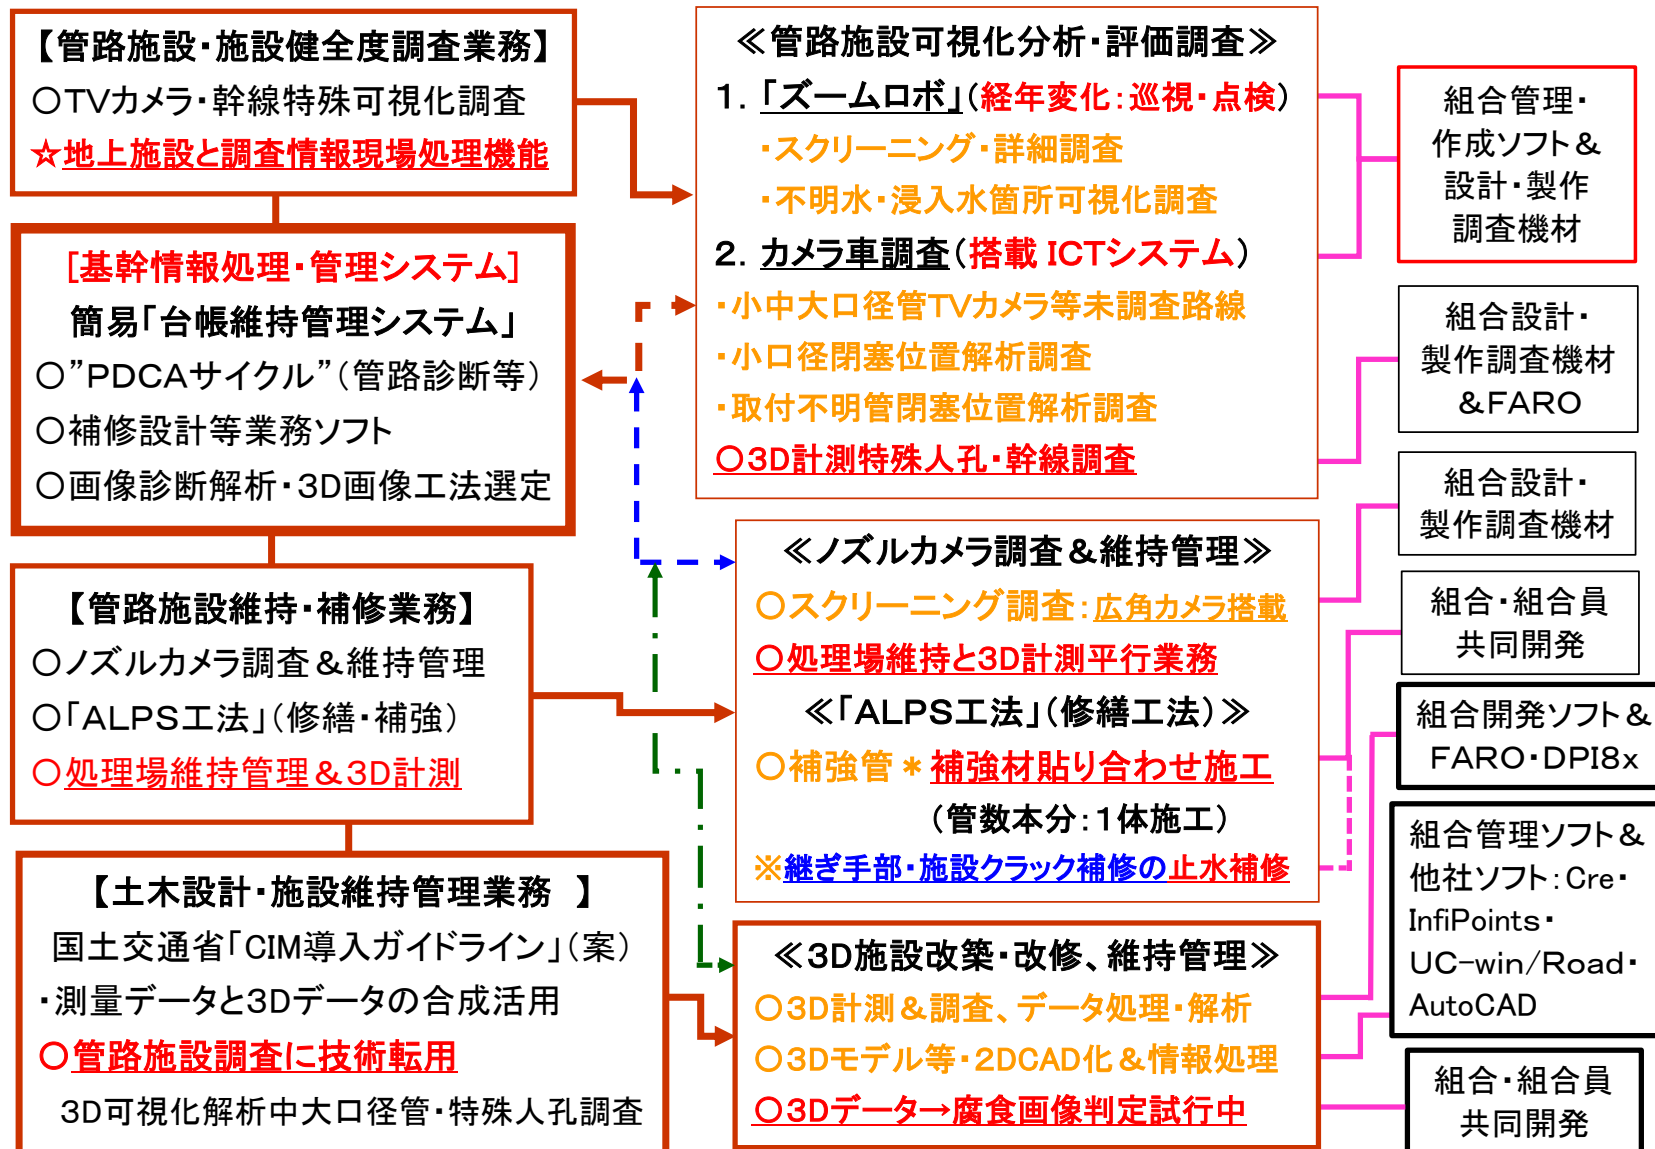 【管路施設・施設健全度調査業務】
○TVカメラ・幹線特殊可視化調査
☆地上施設と調査情報現場処理機能
[基幹情報処理・管理システム]
簡易「台帳維持管理システム」
○”PDCAサイクル”（管路診断等）
○補修設計等業務ソフト
○画像診断解析・3D画像工法選定
【管路施設維持・補修業務】
○ノズルカメラ調査＆維持管理
○「ALPS工法」（修繕・補強）
○処理場維持管理＆3D計測
【土木設計・施設維持管理業務　】
国土交通省「CIM導入ガイドライン」（案）
・測量データと3Dデータの合成活用
○管路施設調査に技術転用
3D可視化解析中大口径管・特殊人孔調査
≪管路施設可視化分析・評価調査≫
1．「ズームロボ」（経年変化：巡視・点検）
・スクリーニング・詳細調査
・不明水・浸入水箇所可視化調査
2．カメラ車調査（搭載 ICTシステム）
・小中大口径管TVカメラ等未調査路線
・小口径閉塞位置解析調査
・取付不明管閉塞位置解析調査
○3D計測特殊人孔・幹線調査
≪ノズルカメラ調査＆維持管理≫
○スクリーニング調査：広角カメラ搭載
○処理場維持と3D計測平行業務
≪「ALPS工法」（修繕工法）≫
○補強管＊補強材貼り合わせ施工
（管数本分：１体施工）
※継ぎ手部・施設クラック補修の止水補修
≪3D施設改築・改修、維持管理≫
○3D計測＆調査、データ処理・解析
○3Dモデル等・2DCAD化＆情報処理
○3Dデータ→腐食画像判定試行中
組合管理・
作成ソフト＆
設計・製作
調査機材
組合設計・
製作調査機材
＆FARO
組合設計・
製作調査機材
組合・組合員
共同開発
組合開発ソフト＆
FARO・DPI8x
組合管理ソフト＆
他社ソフト：Cre・
InfiPoints・
UC-win/Road・
AutoCAD
組合・組合員
共同開発